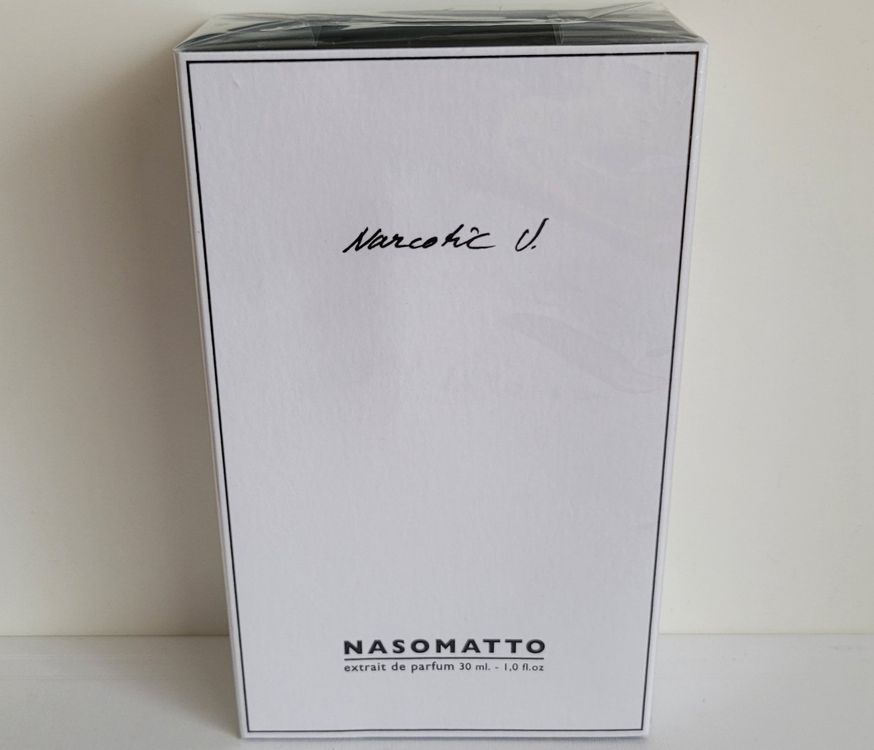 Narcotic V.
NASOMATTO
extrait de parfum 30 ml. - 1,0 fl.oz